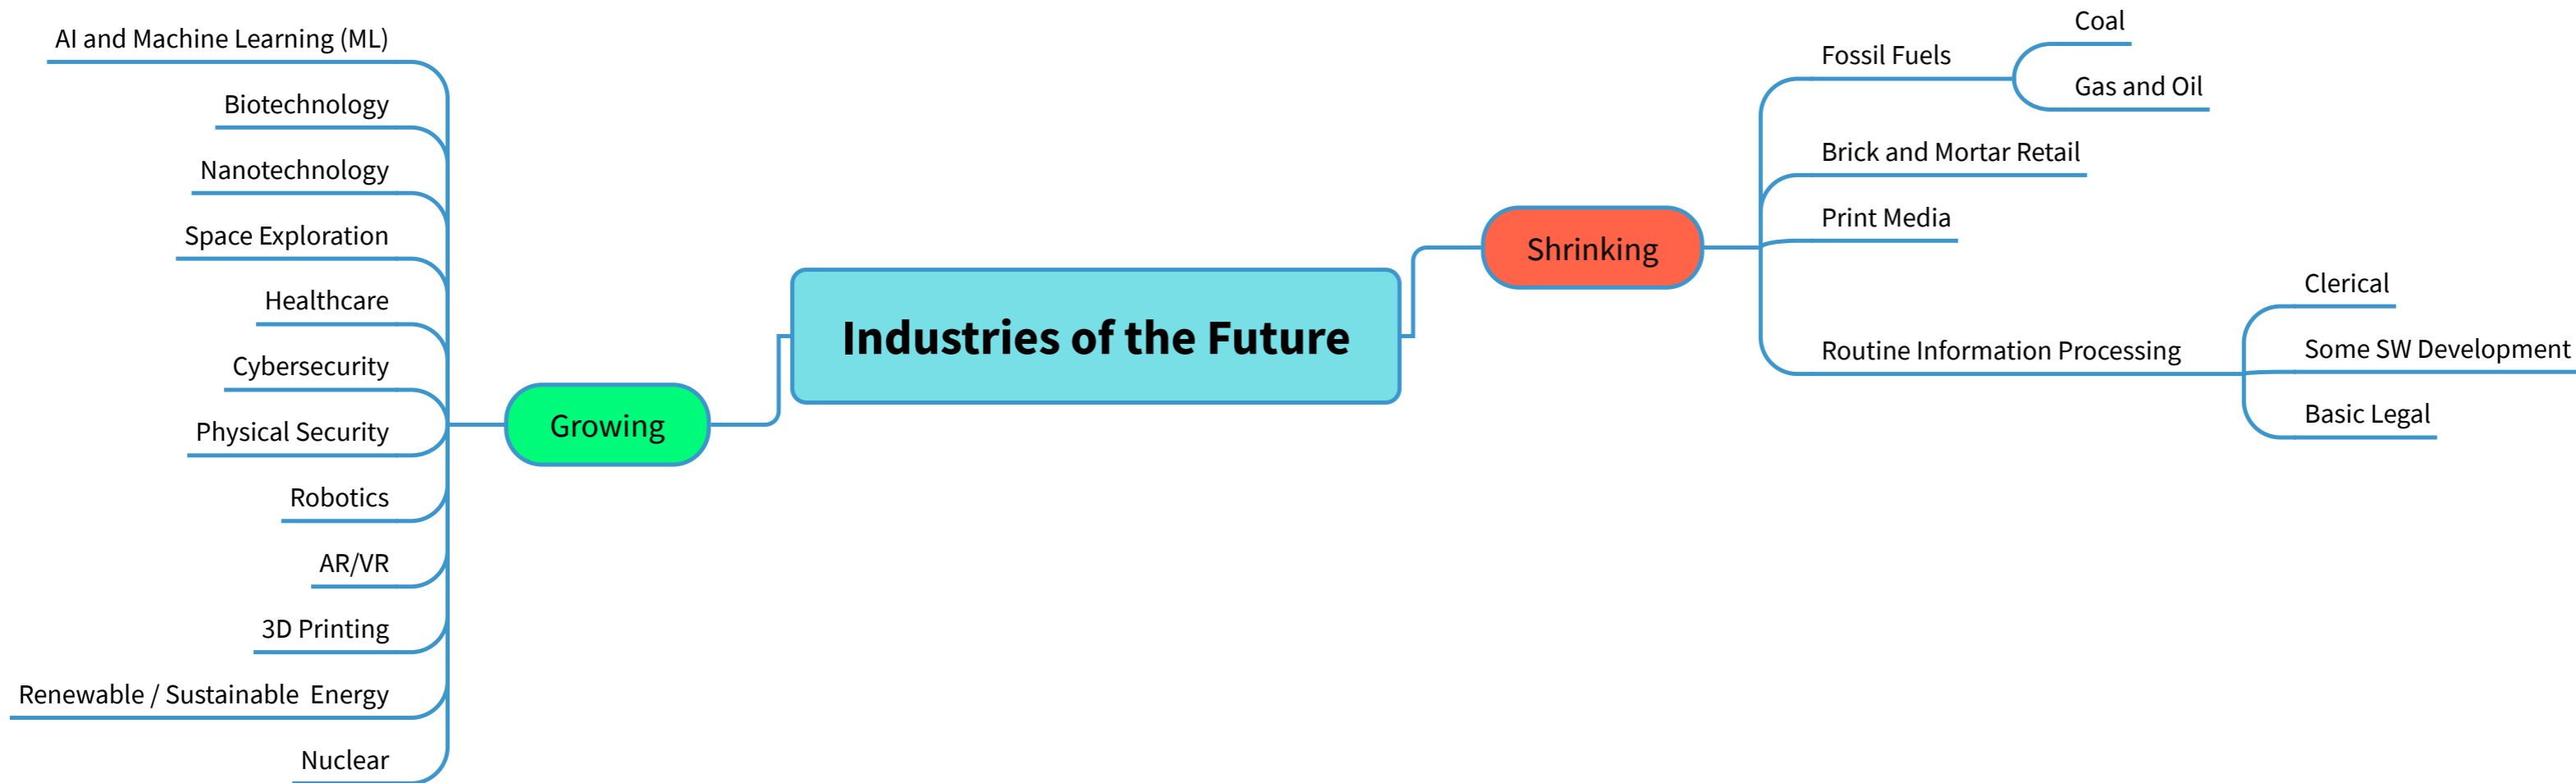 AI and Machine Learning (ML)
Biotechnology
Nanotechnology
Space Exploration
Healthcare
Cybersecurity
Physical Security
Robotics
AR/VR
3D Printing
Renewable / Sustainable  Energy
Nuclear
Growing
Industries of the Future
Shrinking
Fossil Fuels
Coal
Gas and Oil
Brick and Mortar Retail
Print Media
Routine Information Processing
Clerical
Some SW Development
Basic Legal